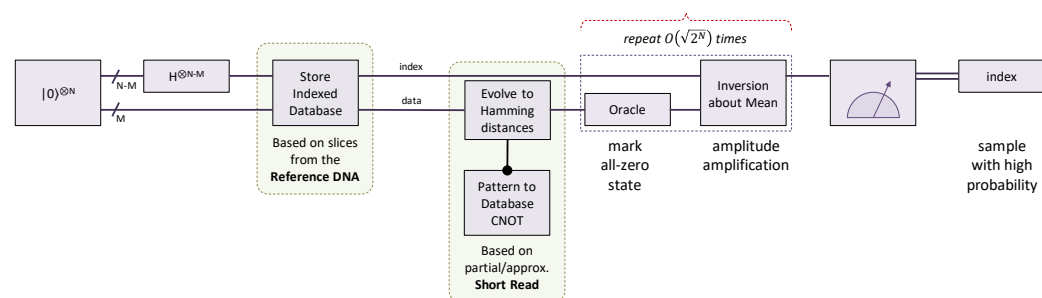 repeat O(√2^N) times
|0⟩^⊗N
N-M
M
H^⊗N-M
Store
Indexed
Database
Based on slices
from the
Reference DNA
index
data
Evolve to
Hamming
distances
Pattern to
Database
CNOT
Based on
partial/approx.
Short Read
Oracle
mark
all-zero
state
Inversion
about Mean
amplitude
amplification
index
sample
with high
probability